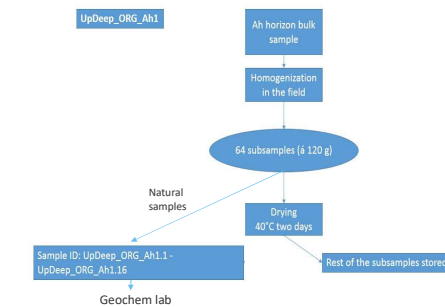 UpDeep_ORG_Ah1
Ah horizon bulk
sample
Homogenization
in the field
64 subsamples (á 120 g)
Natural
samples
Drying
40°C two days
Sample ID: UpDeep_ORG_Ah1.1 -
UpDeep_ORG_Ah1.16
Rest of the subsamples stored
Geochem lab